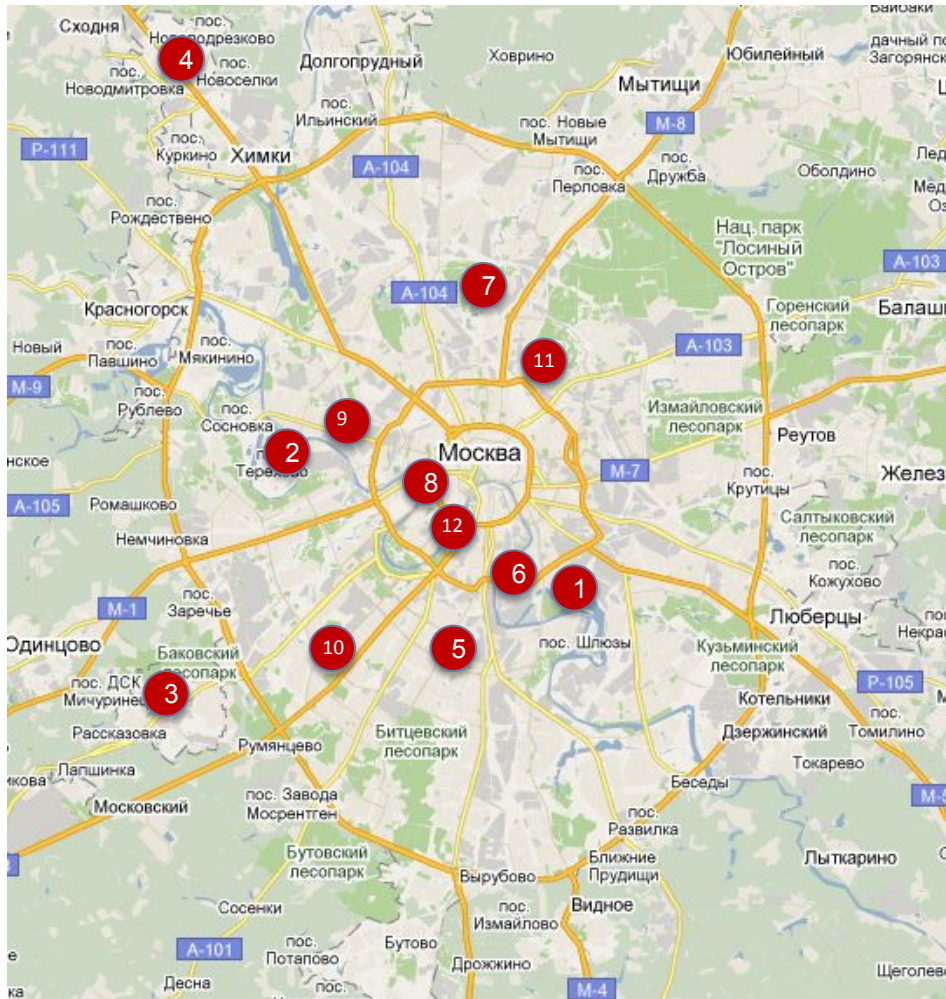 Сходня
пос.
4
пос.
Новоселки
пос.
Новодмитровка
Долгопрудный
Ховрино
Юбилейный
дачный
Загорянск
Мытищи
пос.
Ильинский
М-8
Р-111
пос.
Куркино
Химки
А-104
пос. Новые
Мытищи
пос.
Перловка
пос.
Дружба
Оболдино
пос.
Рождествено
Нац. парк
"Лосиный
Остров"
А-103
А-104
7
Красногорск
Горенский
лесопарк
Балаш
Новый
пос.
Павшино
пос.
Мякинино
11
А-103
М-9
пос.
Рублево
пос.
Сосновка
9
Измайловский
лесопарк
Реутов
2
Терехово
Москва
8
М-7
пос.
Крутицы
Желез
нское
А-105
Ромашково
12
Салтыковский
лесопарк
Немчиновка
6
1
пос.
Кожухово
М-1
пос.
Заречье
Люберцы
Некра
Одинцово
Баковский
лесопарк
10
5
пос. Шлюзы
Кузьминский
лесопарк
пос. ДСК
Мичуринец
3
Р-105
Котельники
Рассказовка
Румянцево
Битцевский
лесопарк
Дзержинский
пос.
Томилино
Лапшинка
Токарево
икова
Московский
пос. Завода
Мосрентген
Беседы
М-5
пос.
Развилка
Бутовский
лесопарк
Ближние
Прудищи
Лыткарино
Вырубово
Сосенки
пос.
Измайлово
Видное
А-101
пос.
Потапово
Бутово
Дрожжино
Щеголево
Десна
пос.
М-4